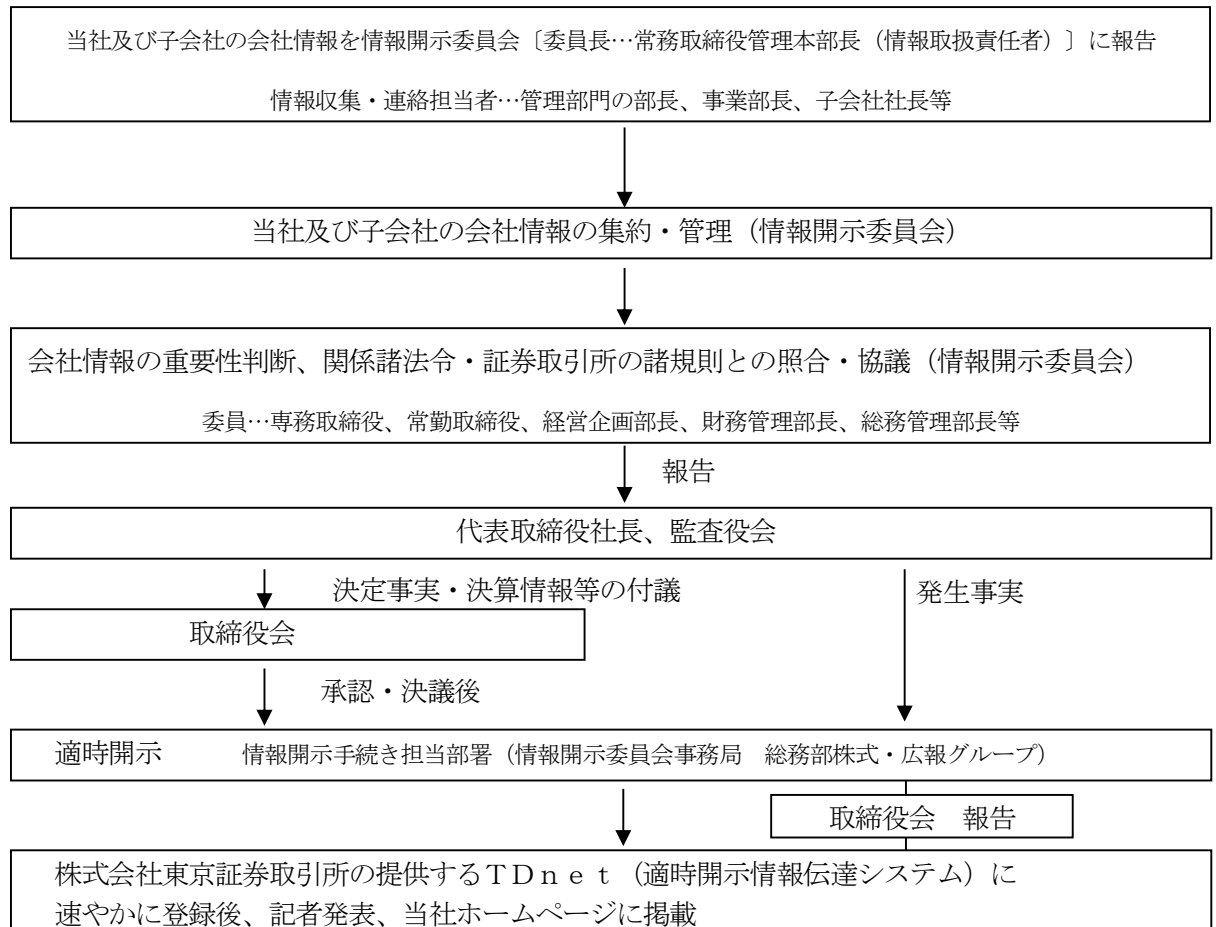 当社及び子会社の会社情報を情報開示委員会〔委員長…常務取締役管理本部長（情報取扱責任者）〕に報告
情報収集・連絡担当者…管理部門の部長、事業部長、子会社社長等
当社及び子会社の会社情報の集約・管理（情報開示委員会）
会社情報の重要性判断、関係諸法令・証券取引所の諸規則との照合・協議（情報開示委員会）
委員…専務取締役、常勤取締役、経営企画部長、財務管理部長、総務管理部長等
報告
代表取締役社長、監査役会
決定事実・決算情報等の付議
発生事実
取締役会
承認・決議後
適時開示　情報開示手続き担当部署（情報開示委員会事務局　総務部株式・広報グループ）
取締役会　報告
株式会社東京証券取引所の提供するＴＤｎｅｔ（適時開示情報伝達システム）に
速やかに登録後、記者発表、当社ホームページに掲載